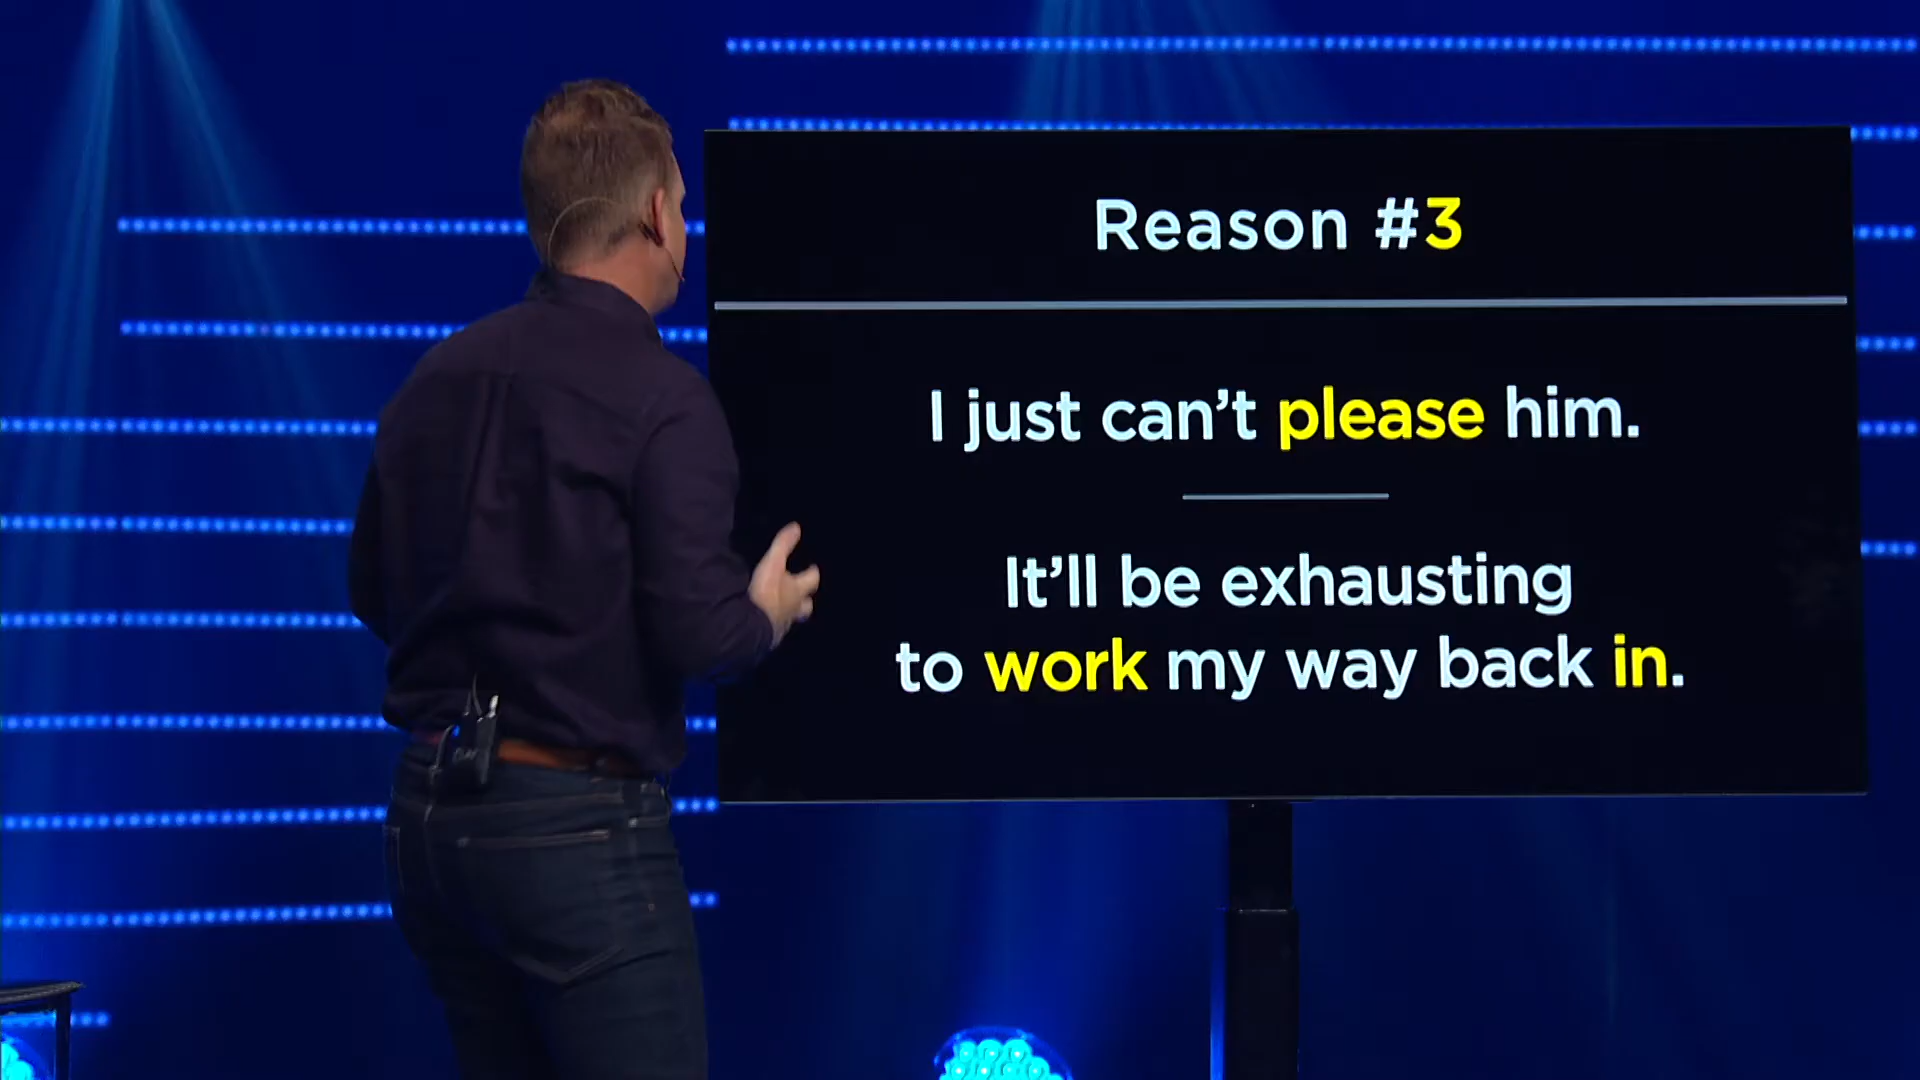 Reason #3
I just can’t please him.
It’ll be exhausting
to work my way back in.